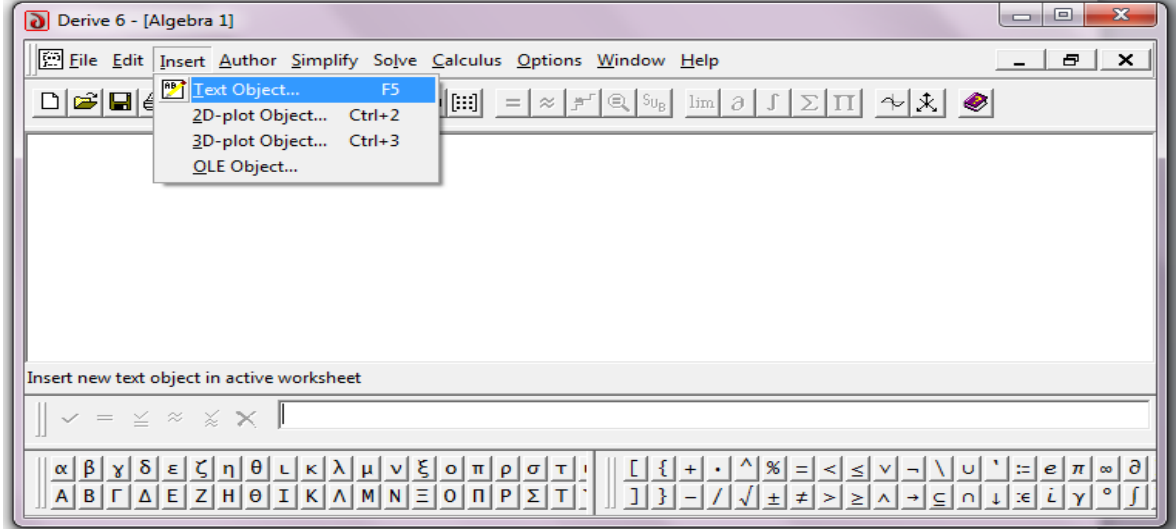 Derive 6 - [Algebra 1]
File Edit Insert Author Simplify Solve Calculus Options Window Help
Text Object... F5
2D-plot Object... Ctrl+2
3D-plot Object... Ctrl+3
OLE Object...
= ≈ SUB lim ∂ ∫ Σ Π
Insert new text object in active worksheet
= ≈
α β γ δ ε ζ η θ ι κ λ μ ν ξ ο π ρ σ τ [ { + · ^ % = < ≤ ∨ ¬ \ ∪ ' := e π ∞ ∂
Α Β Γ Δ Ε Ζ Η Θ Ι Κ Λ Μ Ν Ξ Ο Π Ρ Σ Τ ] } - / √ ± ≠ > ≥ ∧ → ⊆ ∩ ↓ :∈ i γ ° ∫